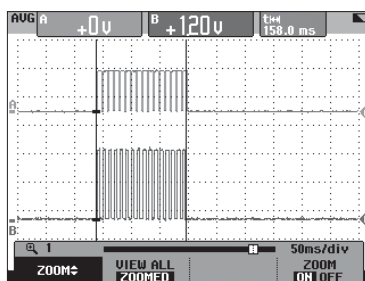 AVG A +0V B +120V t 158.0 ms
A
B
1 50ms/div
ZOOM VIEW ALL ZOOM
ZOOMED ON OFF